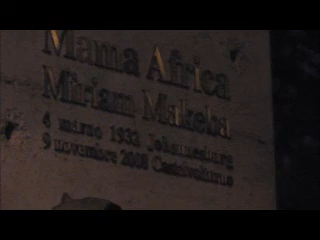 Mama Africa
Miriam Makeba
4 marzo 1932 Johannesburg
9 novembre 2008 Castelvolturno